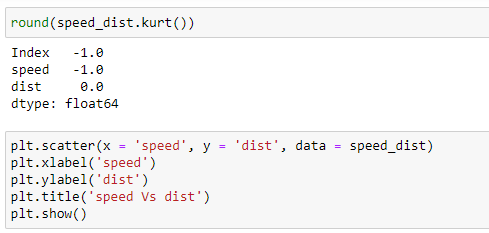 round(speed_dist.kurt())
Index   -1.0
speed   -1.0
dist     0.0
dtype: float64
plt.scatter(x = 'speed', y = 'dist', data = speed_dist)
plt.xlabel('speed')
plt.ylabel('dist')
plt.title('speed Vs dist')
plt.show()